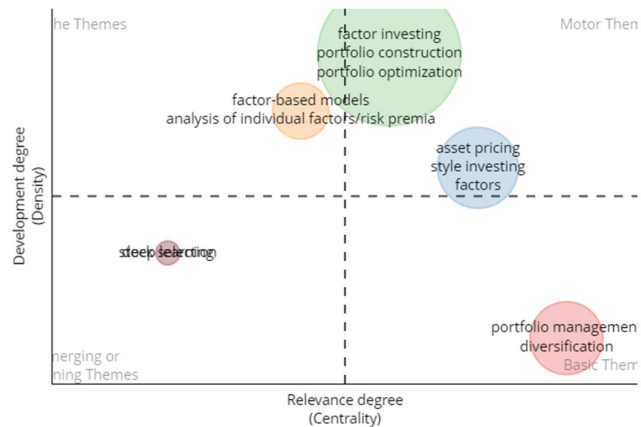 he Themes
Motor Them
factor investing
portfolio construction
portfolio optimization
factor-based models
analysis of individual factors/risk premia
asset pricing
style investing
factors
Development degree
(Density)
portfolio managemen
diversification
nerging or
ning Themes
Basic Them
Relevance degree
(Centrality)